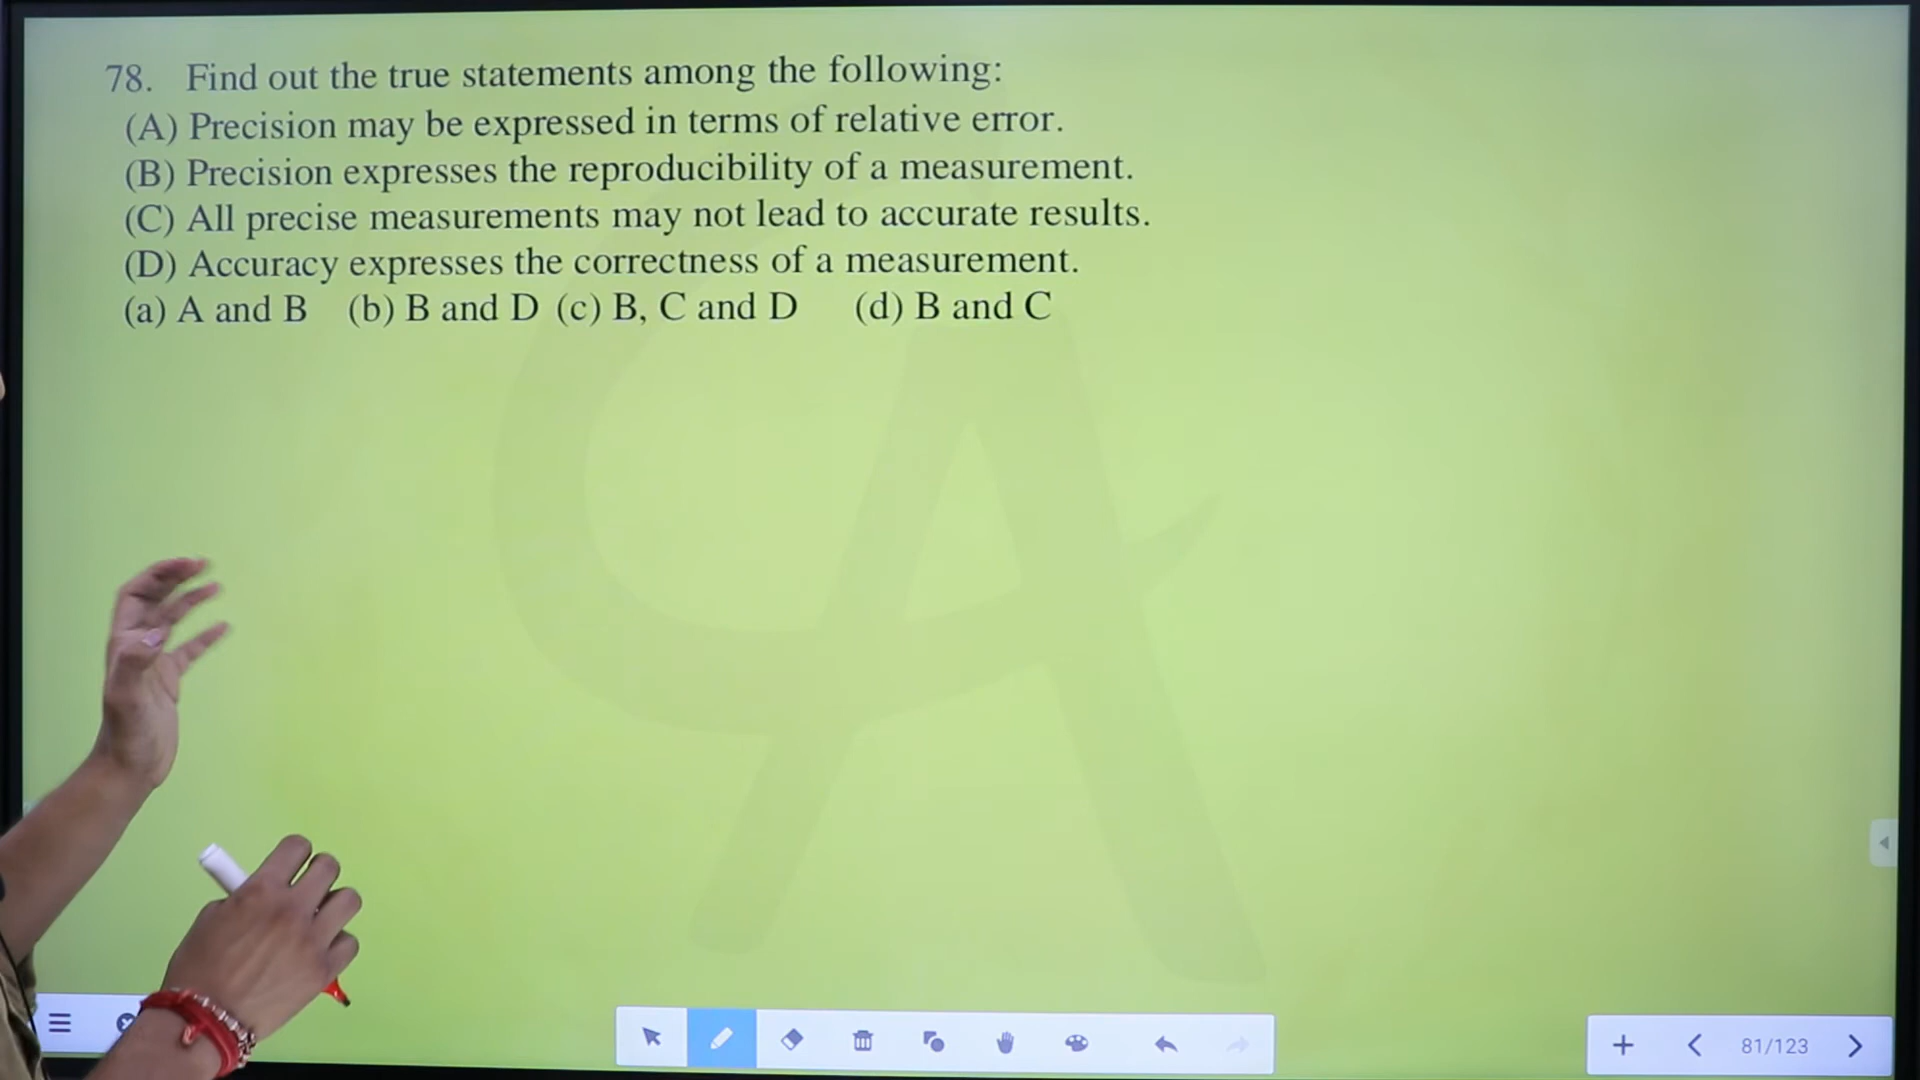 78. Find out the true statements among the following:
(A) Precision may be expressed in terms of relative error.
(B) Precision expresses the reproducibility of a measurement.
(C) All precise measurements may not lead to accurate results.
(D) Accuracy expresses the correctness of a measurement.
(a) A and B (b) B and D (c) B, C and D (d) B and C
81/123